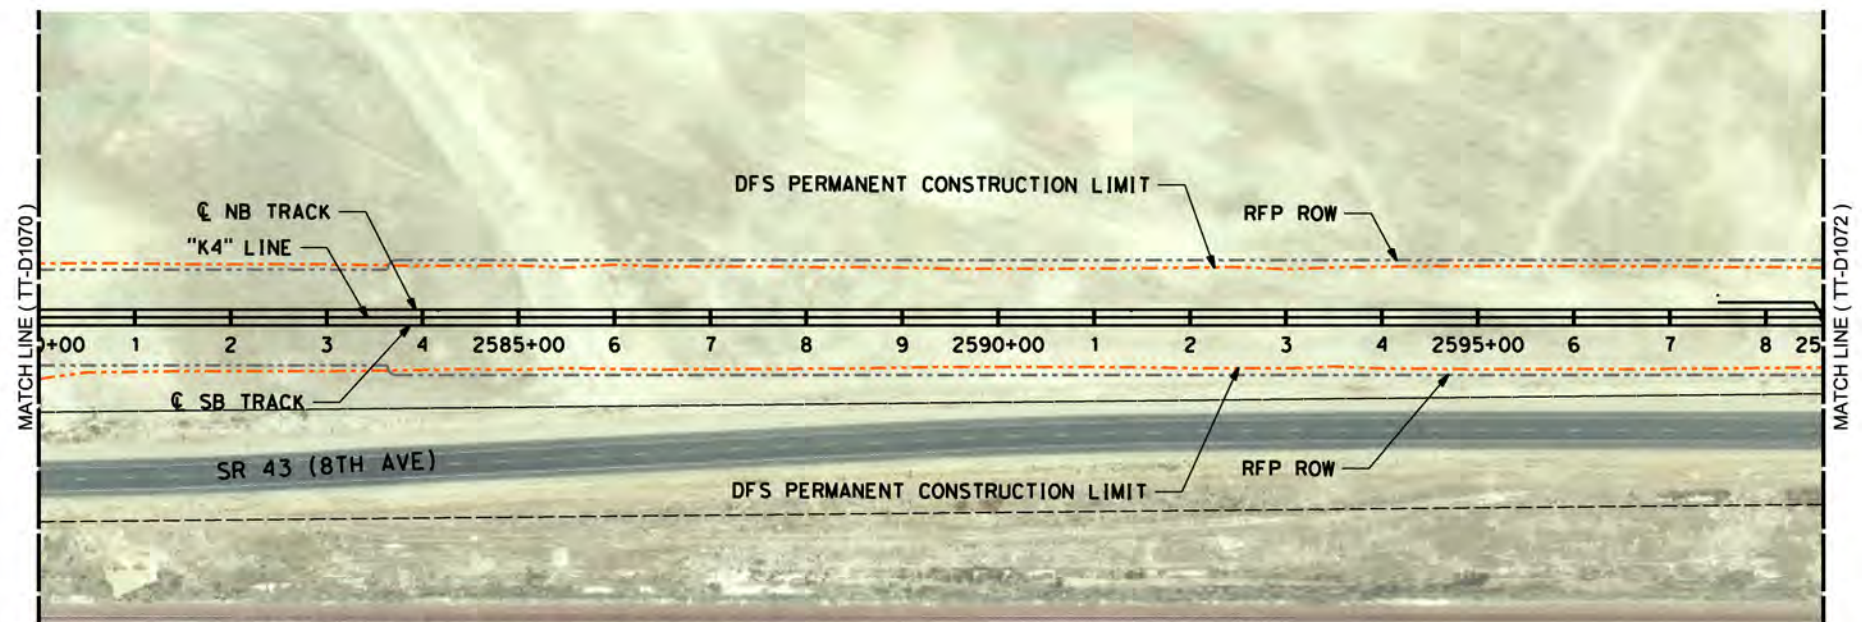 DFS PERMANENT CONSTRUCTION LIMIT
RFP ROW
℄ NB TRACK
"K4" LINE
MATCH LINE ( TT-D1070 )
MATCH LINE ( TT-D1072 )
0+00 1 2 3 4 2585+00 6 7 8 9 2590+00 1 2 3 4 2595+00 6 7 8 25
℄ SB TRACK
SR 43 (8TH AVE)
RFP ROW
DFS PERMANENT CONSTRUCTION LIMIT